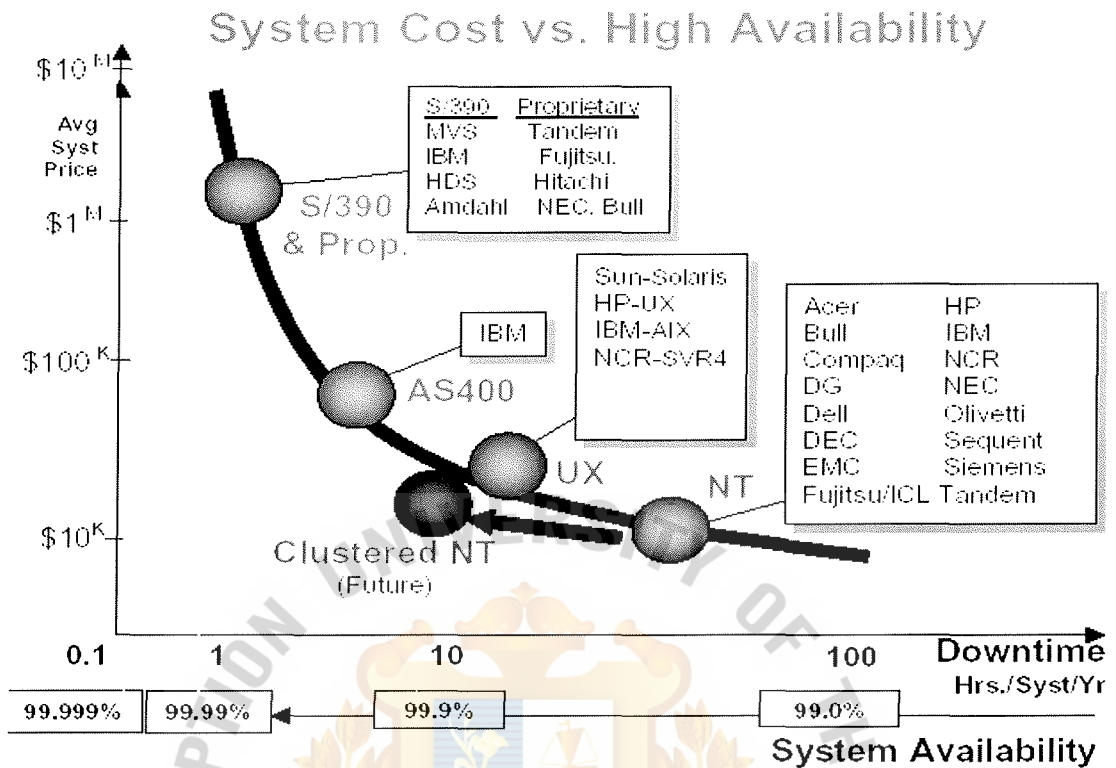 System Cost vs. High Availability
$10 M
Avg
Syst
Price
$1 M
$100 K
$10 K
S/390 Proprietary
MVS Tandem
IBM Fujitsu.
HDS Hitachi
Amdahl NEC. Bull
S/390
& Prop.
IBM
AS400
Sun-Solaris
HP-UX
IBM-AIX
NCR-SVR4
UX
Acer HP
Bull IBM
Compaq NCR
DG NEC
Dell Olivetti
DEC Sequent
EMC Siemens
Fujitsu/ICL Tandem
NT
Clustered NT
(Future)
0.1 1 10 100 Downtime
Hrs./Syst/Yr
99.999% 99.99% 99.9% 99.0%
System Availability
UNIVERSITY OF